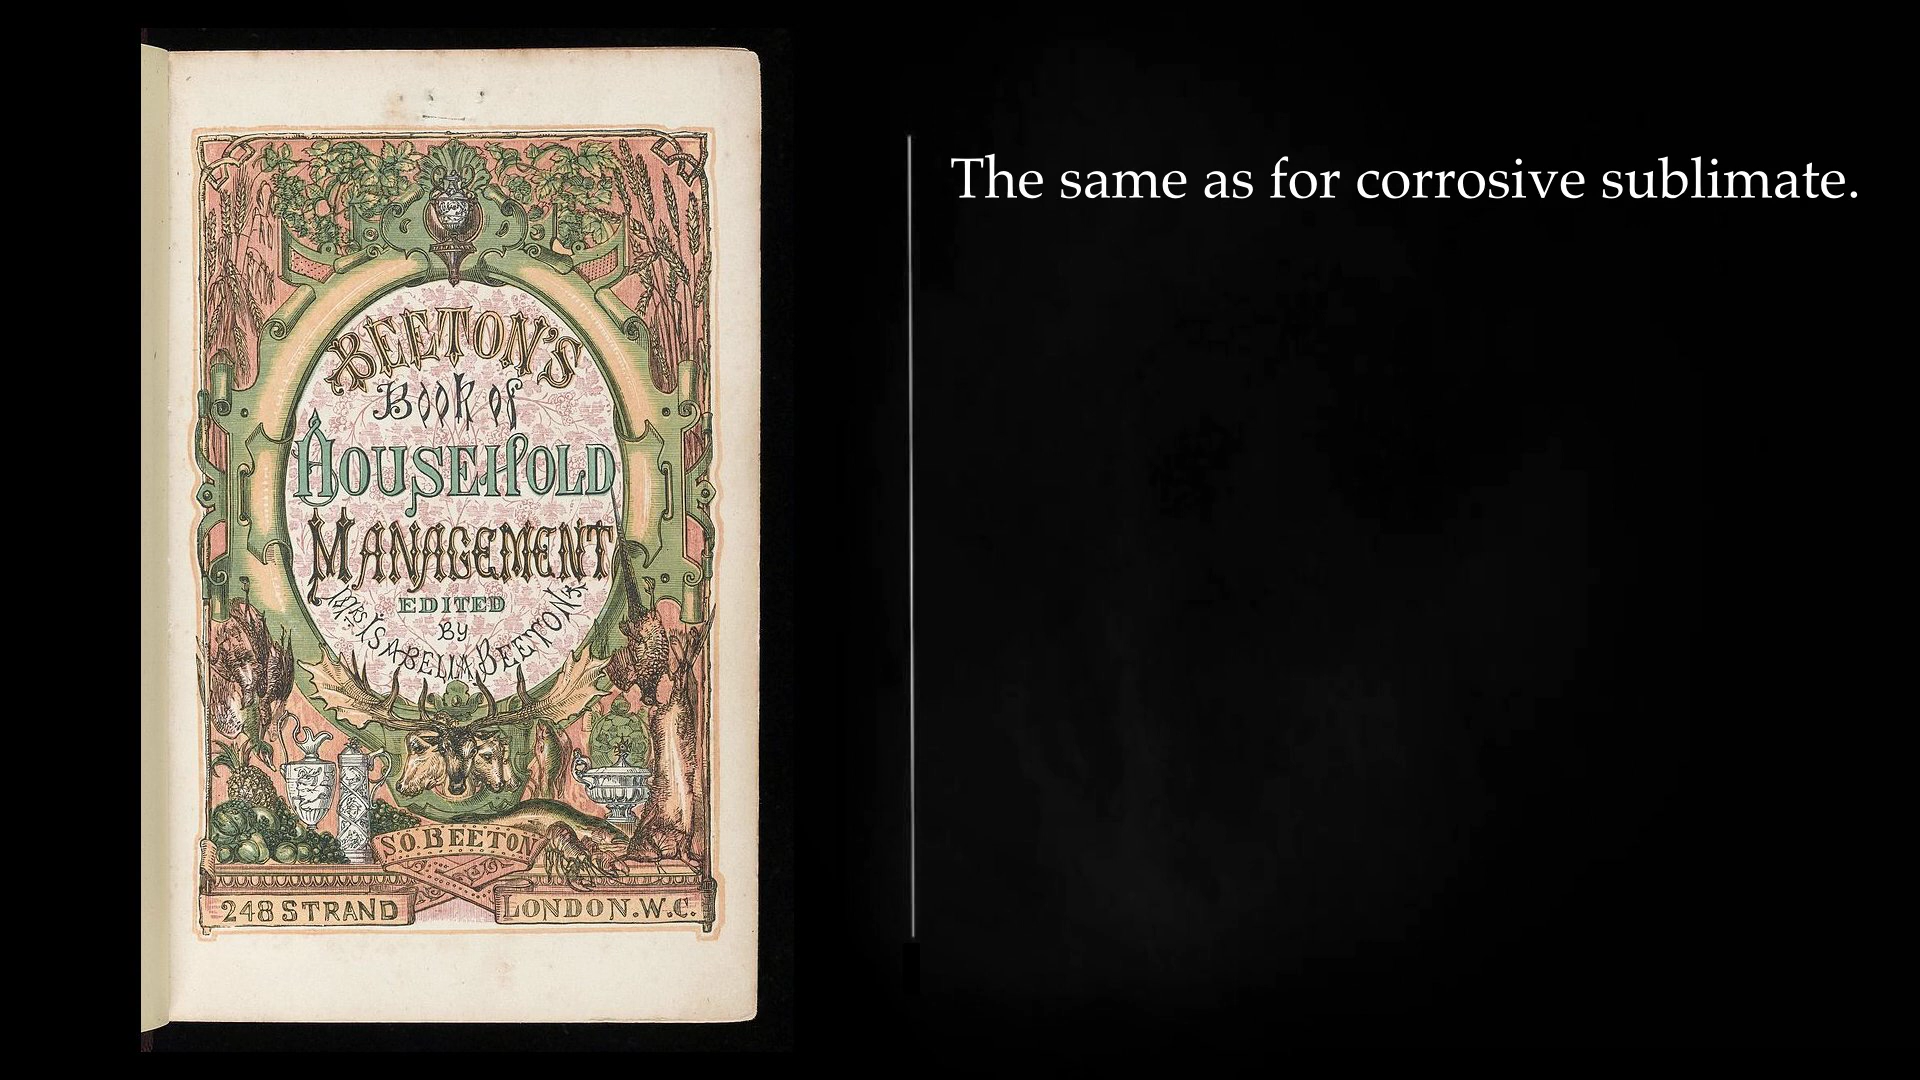 BEETON'S
Book of
HOUSEHOLD
MANAGEMENT
EDITED
By
MRS ISABELLA BEETON
S.O. BEETON
248 STRAND
LONDON. W.C.
The same as for corrosive sublimate.